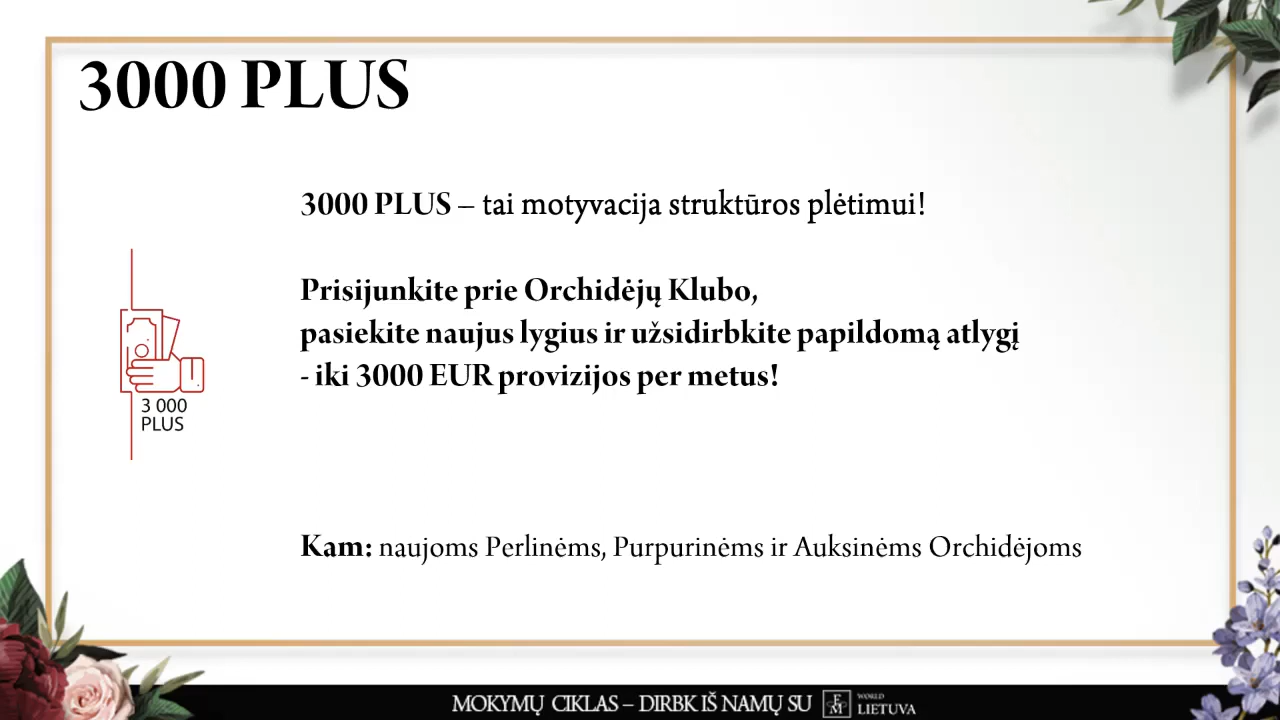 3000 PLUS
3000 PLUS – tai motyvacija struktūros plėtimui!
Prisijunkite prie Orchidėjų Klubo,
pasiekite naujus lygius ir užsidirbkite papildomą atlygį
- iki 3000 EUR provizijos per metus!
3 000
PLUS
Kam: naujoms Perlinėms, Purpurinėms ir Auksinėms Orchidėjoms
MOKYMŲ CIKLAS – DIRBK IŠ NAMŲ SU FM WORLD
LIETUVA